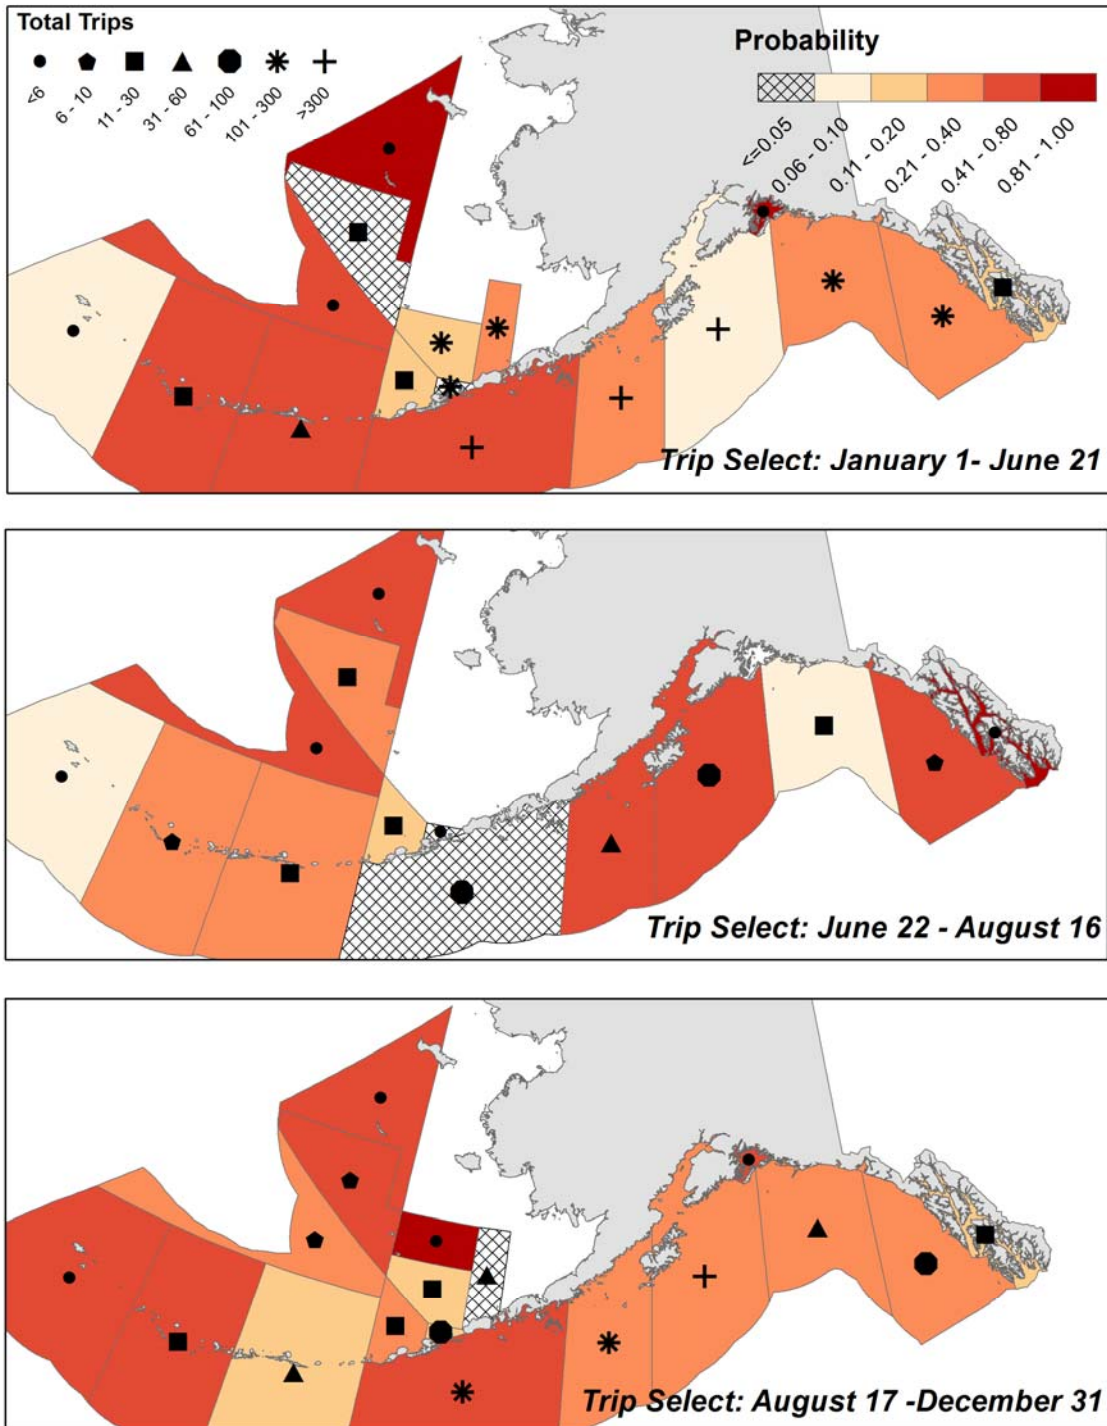 Total Trips
<6
6 - 10
11 - 30
31 - 60
61 - 100
101 - 300
>300
Probability
<=0.05
0.06 - 0.10
0.11 - 0.20
0.21 - 0.40
0.41 - 0.80
0.81 - 1.00
Trip Select: January 1- June 21
Trip Select: June 22 - August 16
Trip Select: August 17 -December 31